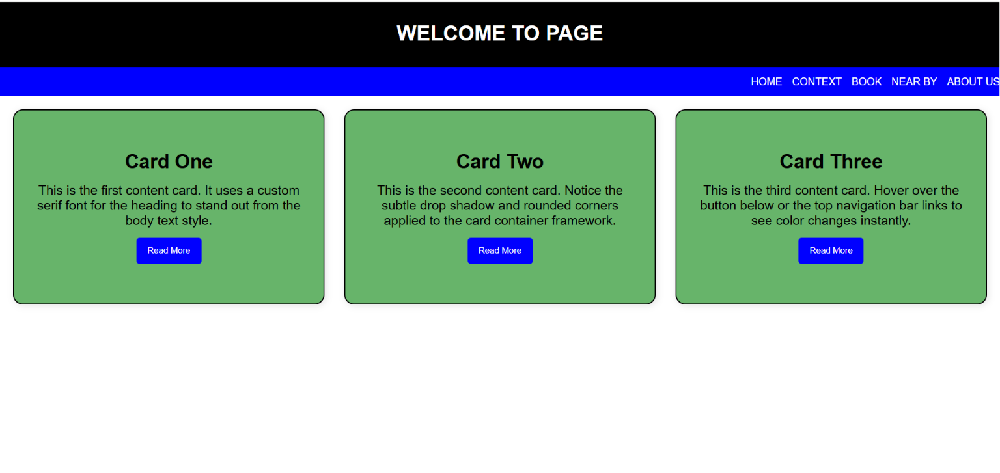 WELCOME TO PAGE
HOME CONTEXT BOOK NEAR BY ABOUT US
Card One
This is the first content card. It uses a custom
serif font for the heading to stand out from the
body text style.
Read More
Card Two
This is the second content card. Notice the
subtle drop shadow and rounded corners
applied to the card container framework.
Read More
Card Three
This is the third content card. Hover over the
button below or the top navigation bar links to
see color changes instantly.
Read More